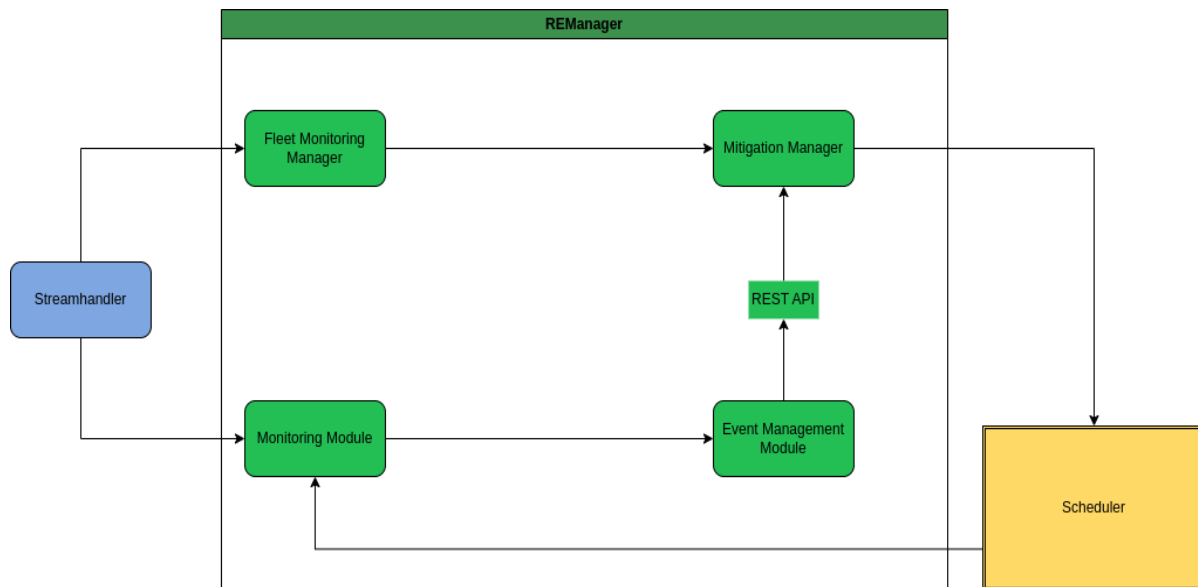 REManager
Fleet Monitoring
Manager
Mitigation Manager
Streamhandler
REST API
Monitoring Module
Event Management
Module
Scheduler